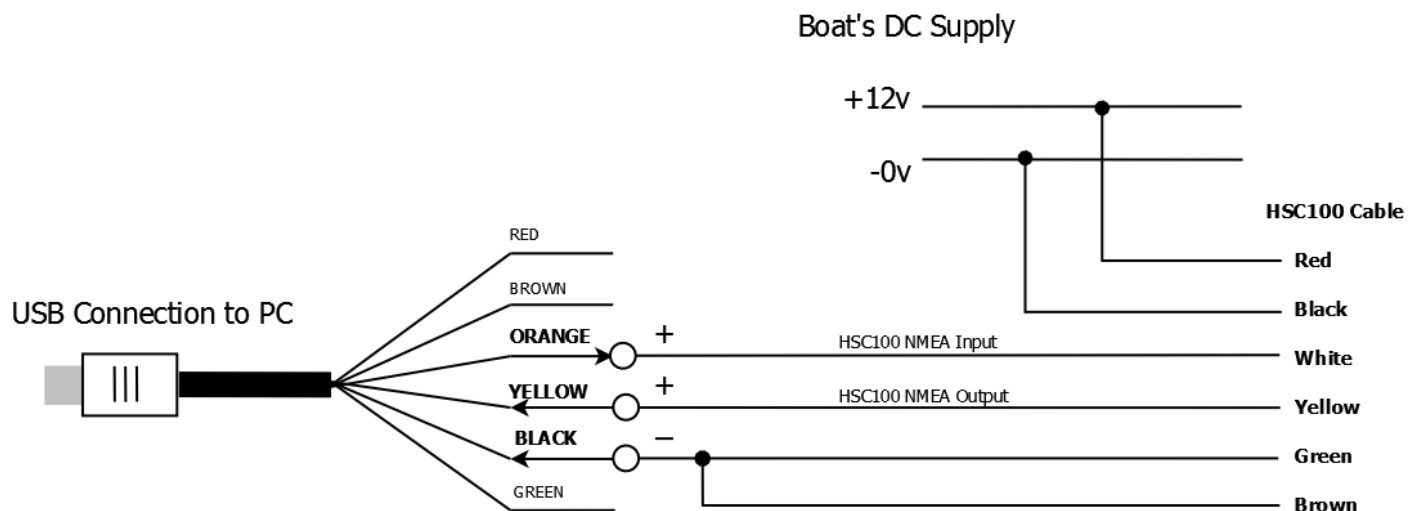 Boat's DC Supply
+12v
-0v
HSC100 Cable
RED
Red
BROWN
USB Connection to PC
Black
ORANGE
+
HSC100 NMEA Input
White
YELLOW
+
HSC100 NMEA Output
Yellow
BLACK
−
Green
GREEN
Brown